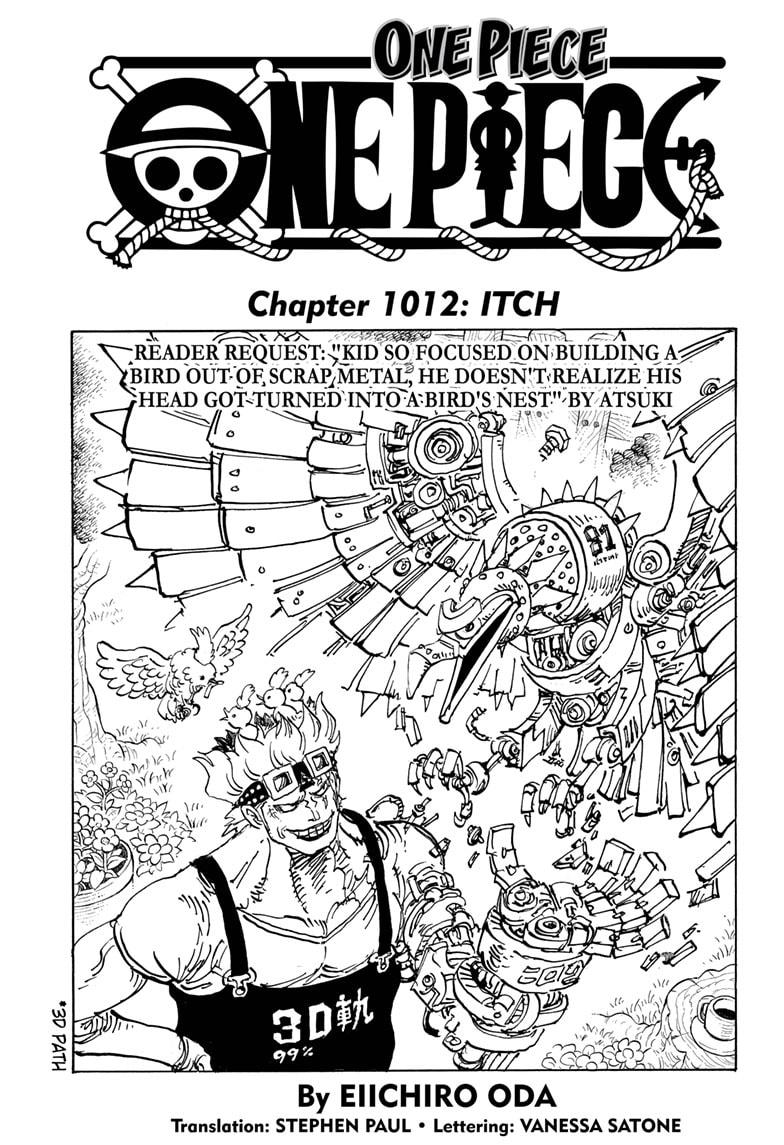 ONE PIECE
ONE PIECE
Chapter 1012: ITCH
READER REQUEST: "KID SO FOCUSED ON BUILDING A
BIRD OUT OF SCRAP METAL, HE DOESN'T REALIZE HIS
HEAD GOT TURNED INTO A BIRD'S NEST" BY ATSUKI
81
3D軌
99%
*3D PATH
By EIICHIRO ODA
Translation: STEPHEN PAUL • Lettering: VANESSA SATONE